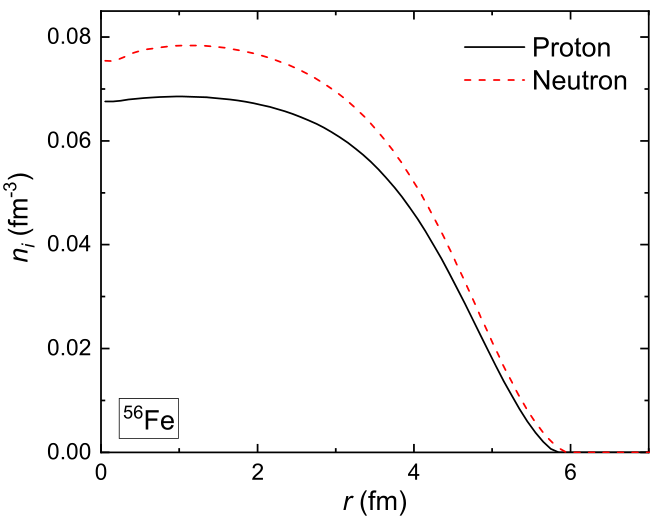 0.08
0.06
0.04
0.02
0.00
n_i (fm^-3)
Proton
Neutron
^56Fe
0 2 4 6
r (fm)